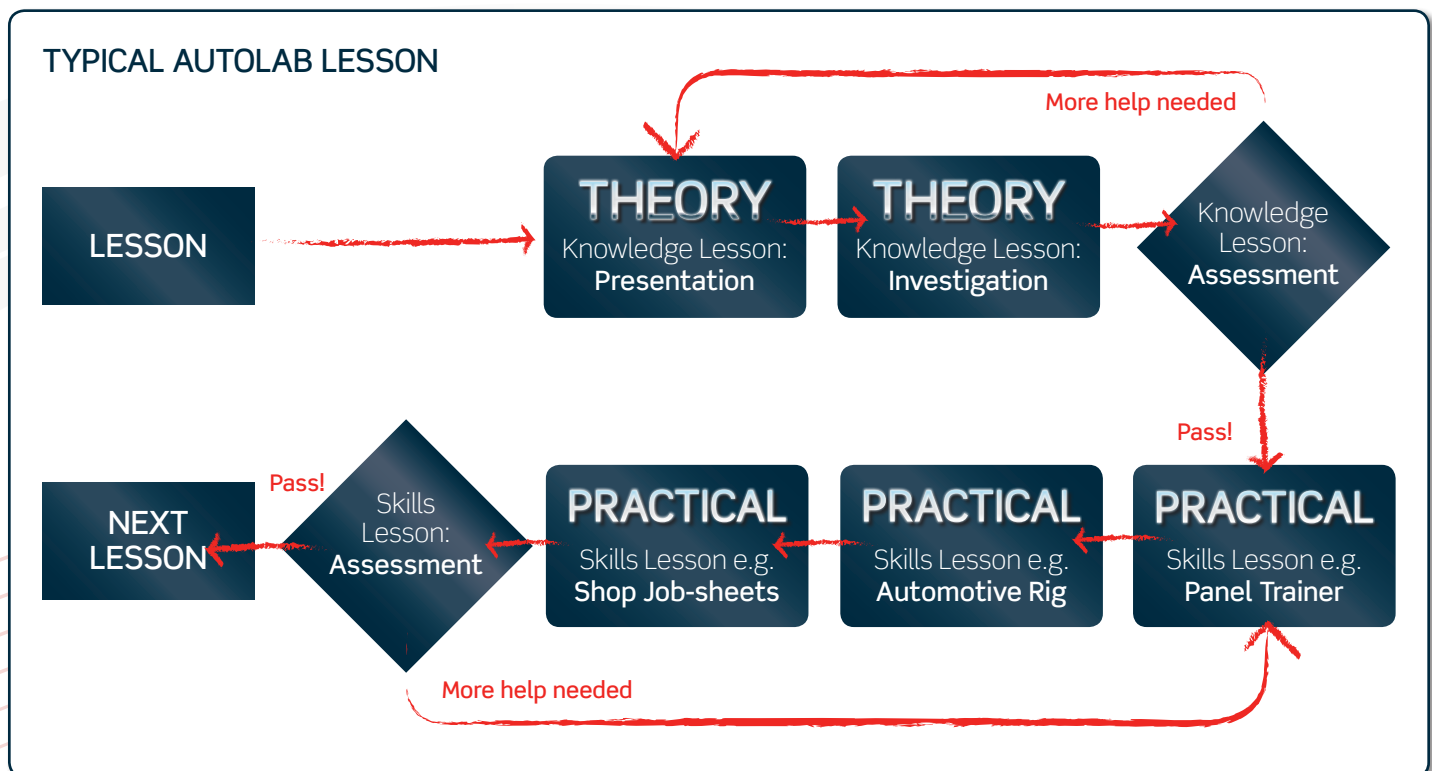 TYPICAL AUTOLAB LESSON
More help needed
LESSON
THEORY
Knowledge Lesson:
Presentation
THEORY
Knowledge Lesson:
Investigation
Knowledge
Lesson:
Assessment
Pass!
PRACTICAL
Skills Lesson e.g.
Panel Trainer
PRACTICAL
Skills Lesson e.g.
Automotive Rig
PRACTICAL
Skills Lesson e.g.
Shop Job-sheets
Skills
Lesson:
Assessment
Pass!
NEXT
LESSON
More help needed